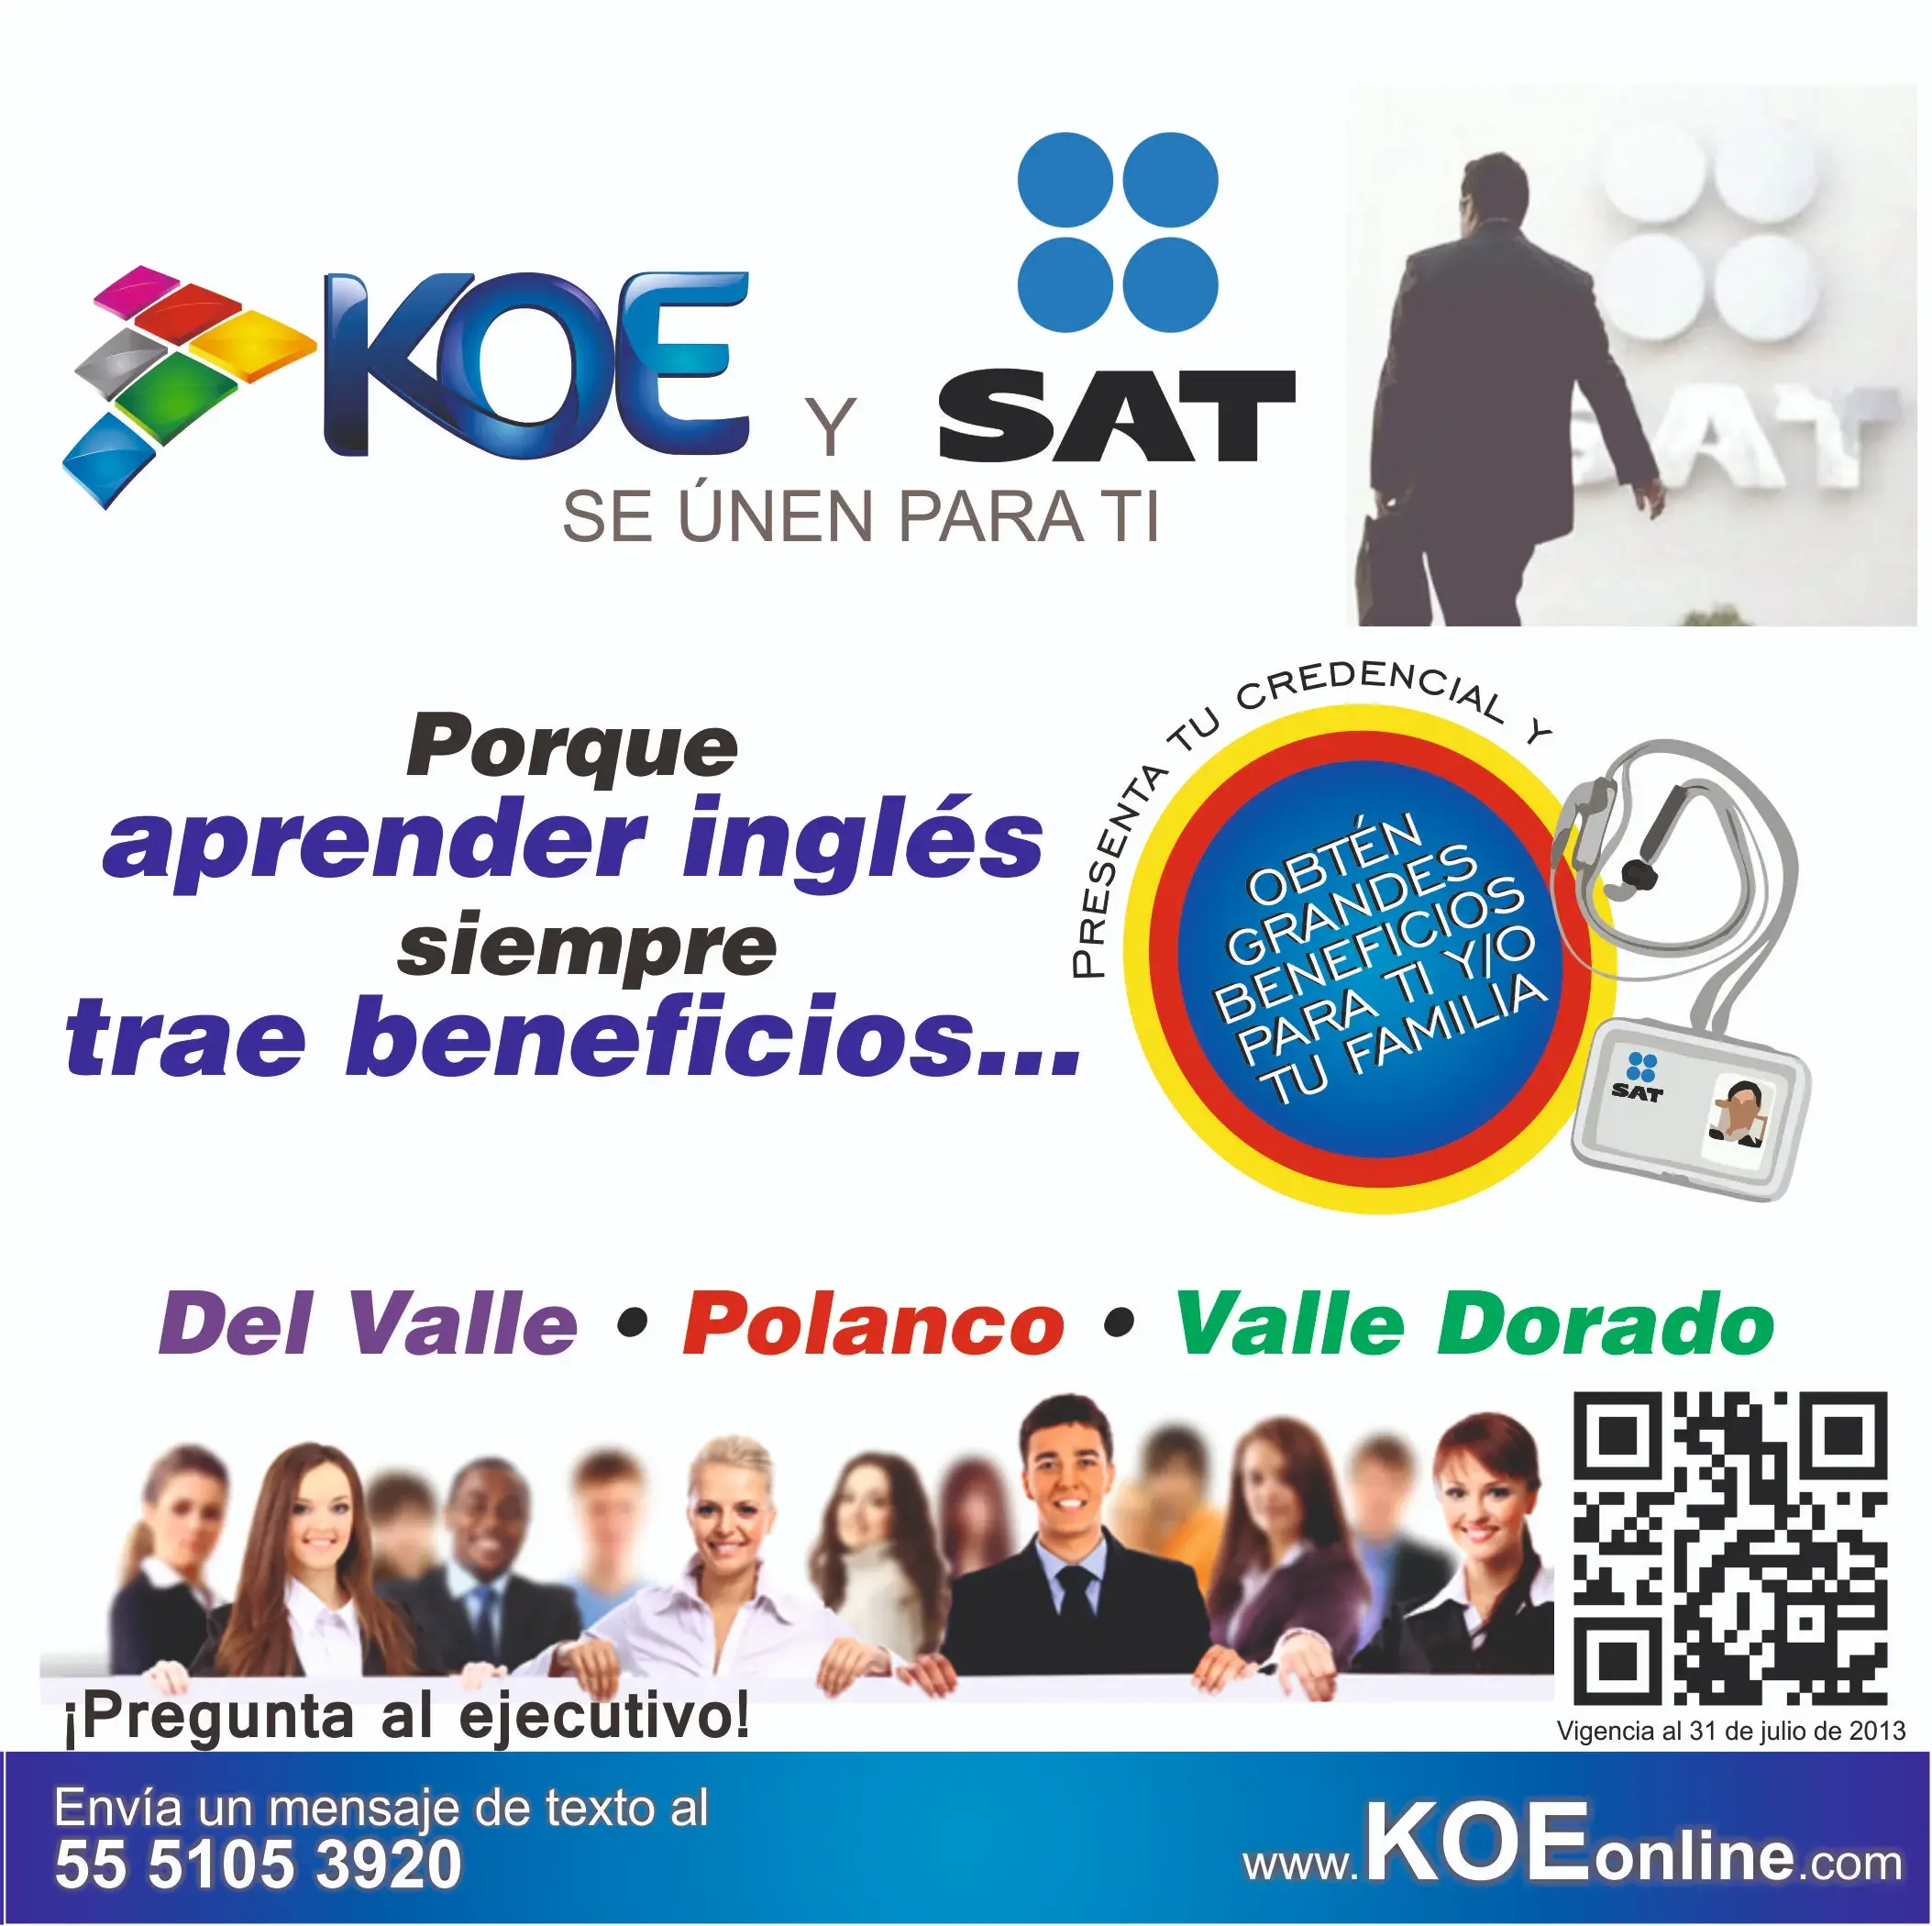 KOE Y SAT
SE ÚNEN PARA TI
SAT
Porque
aprender inglés
siempre
trae beneficios...
PRESENTA TU CREDENCIAL Y
OBTÉN
GRANDES
BENEFICIOS
PARA TI Y/O
TU FAMILIA
SAT
Del Valle • Polanco • Valle Dorado
¡Pregunta al ejecutivo!
Vigencia al 31 de julio de 2013
Envía un mensaje de texto al
55 5105 3920
www.KOEonline.com